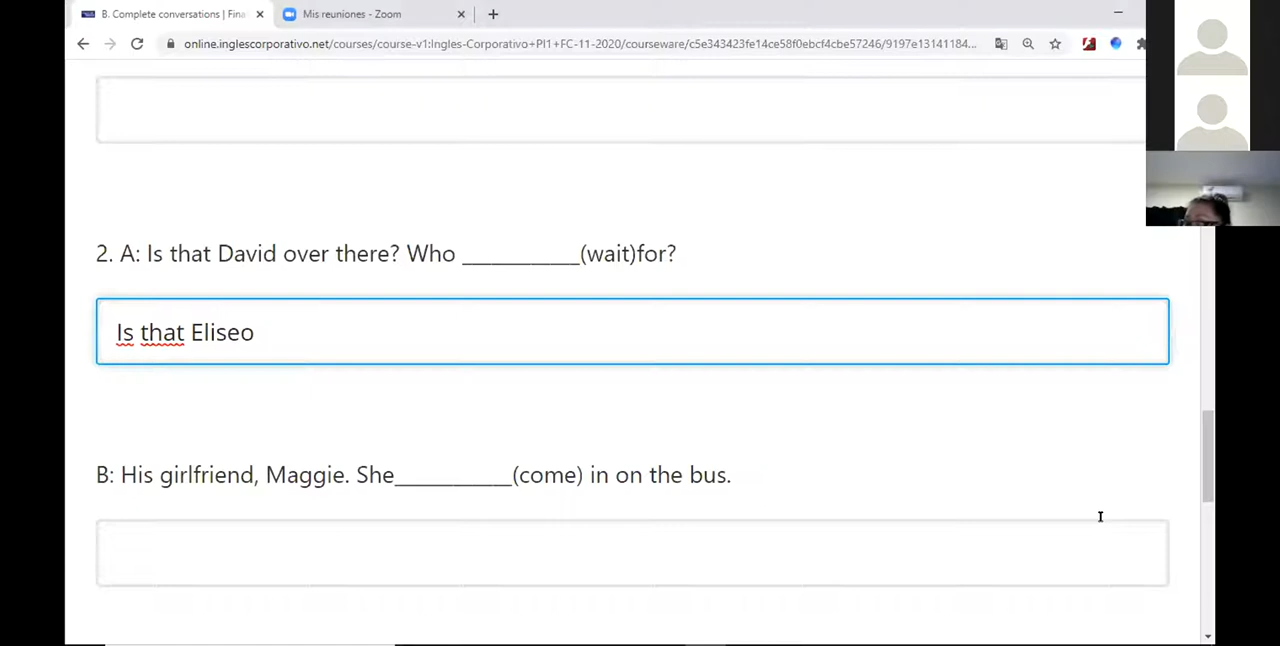 B. Complete conversations | Fina
Mis reuniones - Zoom
online.inglescorporativo.net/courses/course-v1:Ingles-Corporativo+PI1+FC-11-2020/courseware/c5e343423fe14ce58f0ebcf4cbe57246/9197e13141184...
2. A: Is that David over there? Who __________(wait)for?
Is that Eliseo
B: His girlfriend, Maggie. She__________(come) in on the bus.